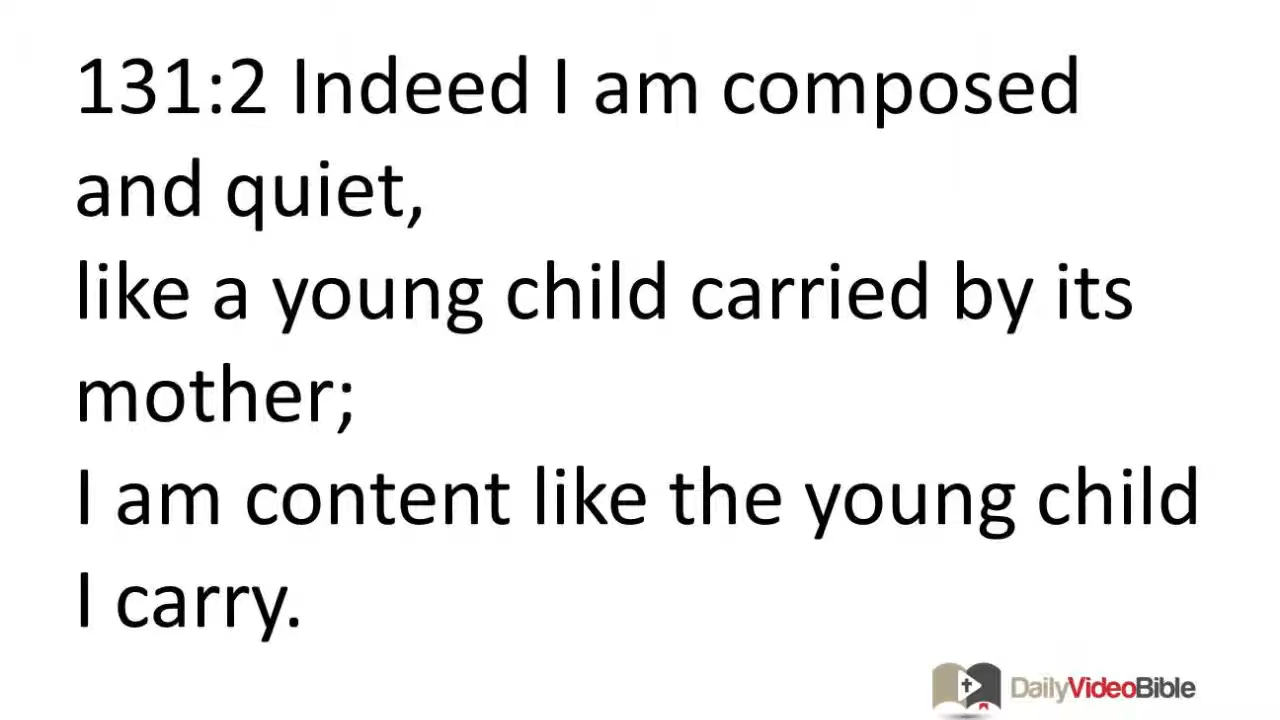 131:2 Indeed I am composed
and quiet,
like a young child carried by its
mother;
I am content like the young child
I carry.
DailyVideoBible